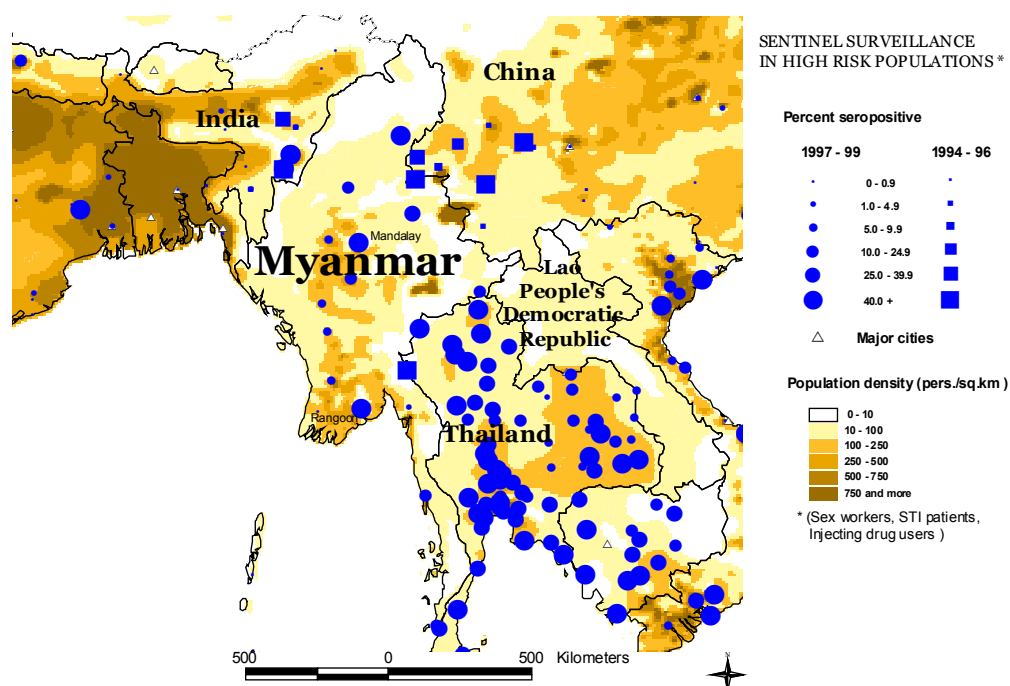 China
India
Mandalay
Myanmar
Lao
People's
Democratic
Republic
Rangoon
Thailand
500 0 500 Kilometers
N
SENTINEL SURVEILLANCE
IN HIGH RISK POPULATIONS *
Percent seropositive
1997 - 99 1994 - 96
0 - 0.9
1.0 - 4.9
5.0 - 9.9
10.0 - 24.9
25.0 - 39.9
40.0 +
Major cities
Population density (pers./sq.km)
0 - 10
10 - 100
100 - 250
250 - 500
500 - 750
750 and more
* (Sex workers, STI patients,
Injecting drug users )